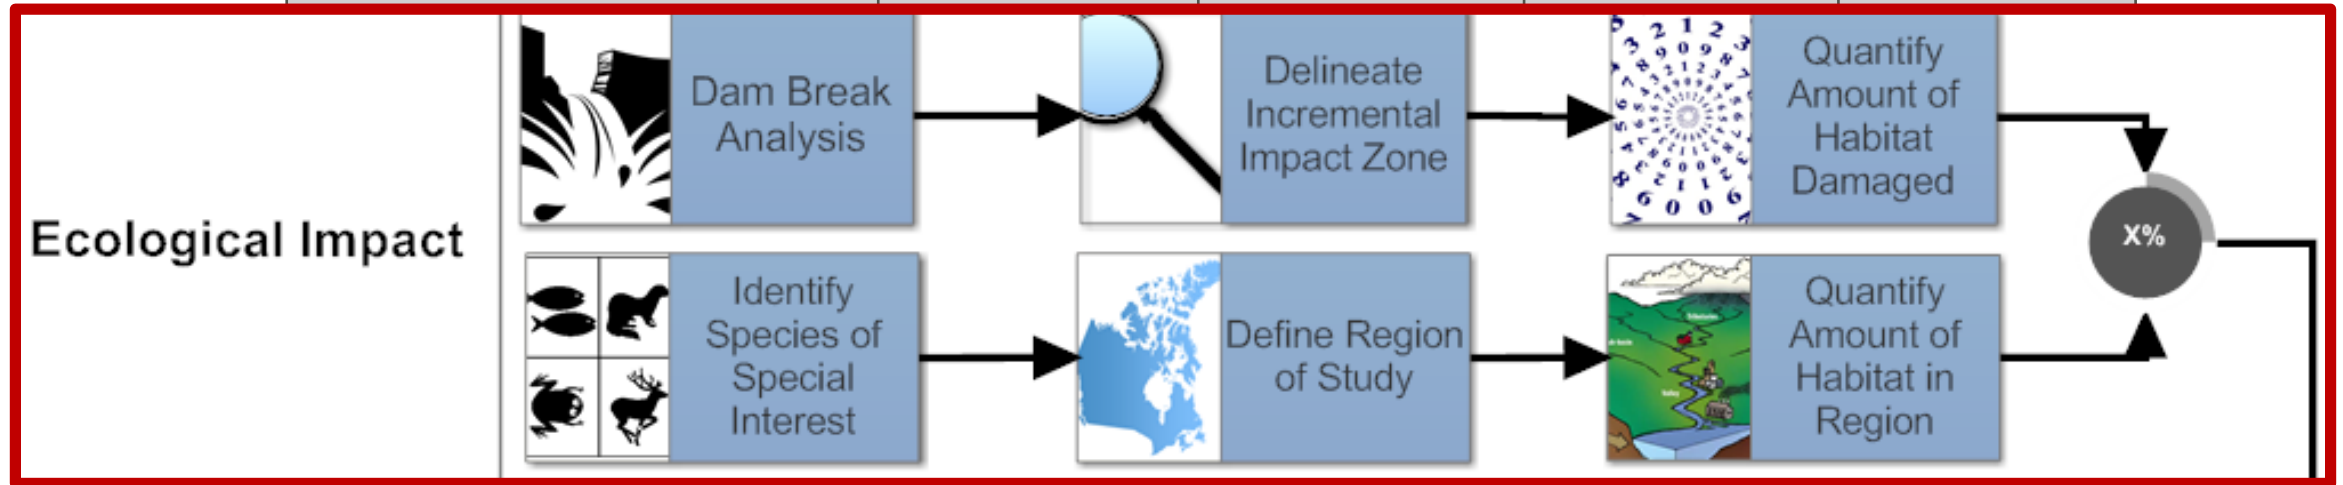 Ecological Impact
Dam Break
Analysis
Delineate
Incremental
Impact Zone
Quantify
Amount of
Habitat
Damaged
X%
Identify
Species of
Special
Interest
Define Region
of Study
Quantify
Amount of
Habitat in
Region